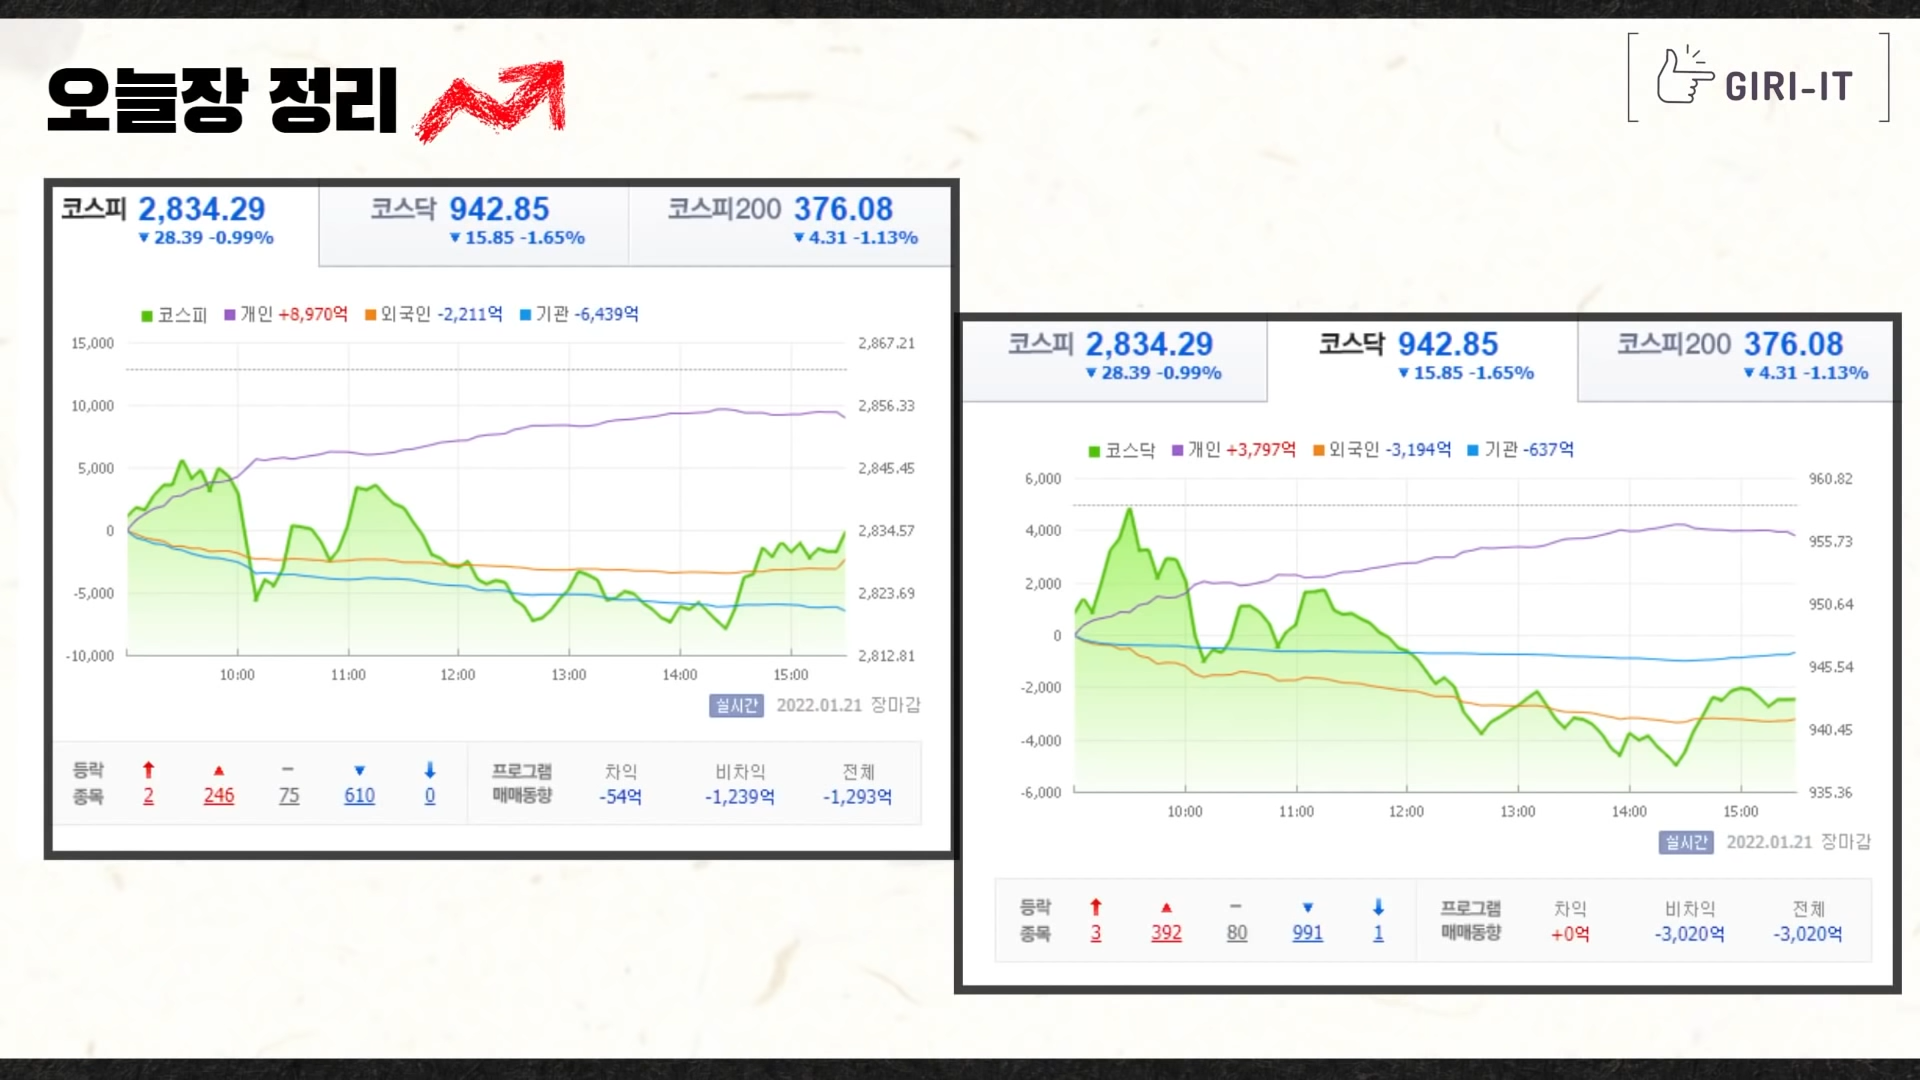 오늘장 정리
GIRI-IT
코스피 2,834.29 ▼28.39 -0.99%
코스닥 942.85 ▼15.85 -1.65%
코스피200 376.08 ▼4.31 -1.13%
코스피 개인 +8,970억 외국인 -2,211억 기관 -6,439억
15,000 2,867.21
10,000 2,856.33
5,000 2,845.45
0 2,834.57
-5,000 2,823.69
-10,000 2,812.81
10:00 11:00 12:00 13:00 14:00 15:00
실시간 2022.01.21 장마감
등락 종목 2 246 75 610 0
프로그램 매매동향 차익 -54억 비차익 -1,239억 전체 -1,293억
코스피 2,834.29 ▼28.39 -0.99%
코스닥 942.85 ▼15.85 -1.65%
코스피200 376.08 ▼4.31 -1.13%
코스닥 개인 +3,797억 외국인 -3,194억 기관 -637억
6,000 960.82
4,000 955.73
2,000 950.64
0 945.54
-2,000 940.45
-4,000
-6,000 935.36
10:00 11:00 12:00 13:00 14:00 15:00
실시간 2022.01.21 장마감
등락 종목 3 392 80 991 1
프로그램 매매동향 차익 +0억 비차익 -3,020억 전체 -3,020억